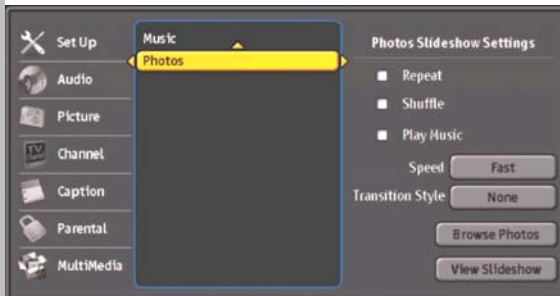 Set Up
Audio
Picture
TV
Channel
Caption
Parental
MultiMedia
Music
Photos
Photos Slideshow Settings
Repeat
Shuffle
Play Music
Speed Fast
Transition Style None
Browse Photos
View Slideshow